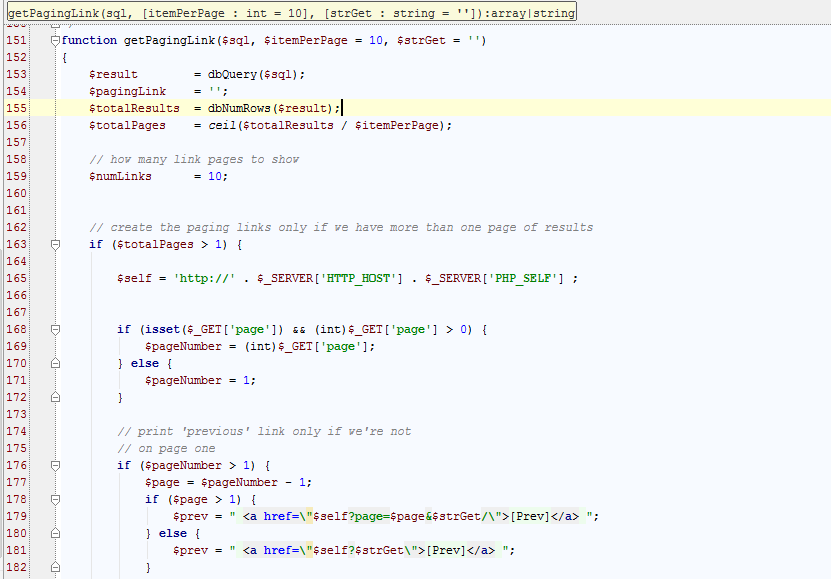 getPagingLink(sql, [itemPerPage : int = 10], [strGet : string = '']):array|string
151 function getPagingLink($sql, $itemPerPage = 10, $strGet = '')
152 {
153 $result = dbQuery($sql);
154 $pagingLink = '';
155 $totalResults = dbNumRows($result);
156 $totalPages = ceil($totalResults / $itemPerPage);
157
158 // how many link pages to show
159 $numLinks = 10;
160
161
162 // create the paging links only if we have more than one page of results
163 if ($totalPages > 1) {
164
165 $self = 'http://' . $_SERVER['HTTP_HOST'] . $_SERVER['PHP_SELF'] ;
166
167
168 if (isset($_GET['page']) && (int)$_GET['page'] > 0) {
169 $pageNumber = (int)$_GET['page'];
170 } else {
171 $pageNumber = 1;
172 }
173
174 // print 'previous' link only if we're not
175 // on page one
176 if ($pageNumber > 1) {
177 $page = $pageNumber - 1;
178 if ($page > 1) {
179 $prev = " <a href=\"$self?page=$page&$strGet/\">[Prev]</a> ";
180 } else {
181 $prev = " <a href=\"$self?$strGet\">[Prev]</a> ";
182 }